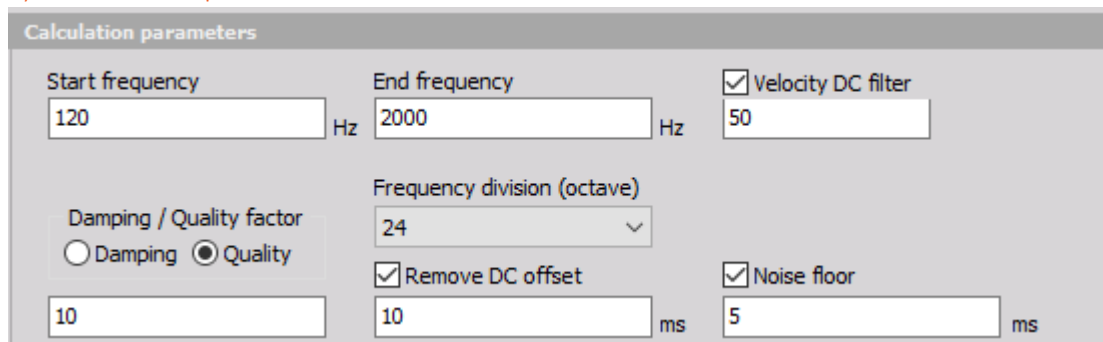 Calculation parameters
Start frequency End frequency Velocity DC filter
120 Hz 2000 Hz 50
Frequency division (octave)
Damping / Quality factor 24
Damping Quality
Remove DC offset Noise floor
10 10 ms 5 ms